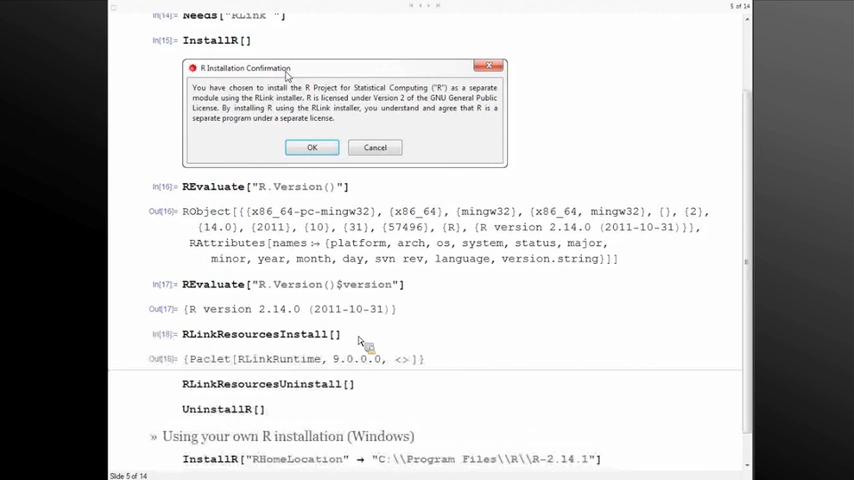 5 of 14
In[14]:= Needs["RLink`"]
In[15]:= InstallR[]
R Installation Confirmation
You have chosen to install the R Project for Statistical Computing ("R") as a separate
module using the RLink installer. R is licensed under Version 2 of the GNU General Public
License. By installing R using the RLink installer, you understand and agree that R is a
separate program under a separate license.
OK Cancel
In[16]:= REvaluate["R.Version()"]
Out[16]= RObject[{{x86_64-pc-mingw32}, {x86_64}, {mingw32}, {x86_64, mingw32}, {}, {2},
{14.0}, {2011}, {10}, {31}, {57496}, {R}, {R version 2.14.0 (2011-10-31)}},
RAttributes[names :→ {platform, arch, os, system, status, major,
minor, year, month, day, svn rev, language, version.string}]]
In[17]:= REvaluate["R.Version()$version"]
Out[17]= {R version 2.14.0 (2011-10-31)}
In[18]:= RLinkResourcesInstall[]
Out[18]= {Paclet[RLinkRuntime, 9.0.0.0, <>]}
RLinkResourcesUninstall[]
UninstallR[]
» Using your own R installation (Windows)
InstallR["RHomeLocation" → "C:\\Program Files\\R\\R-2.14.1"]
Slide 5 of 14